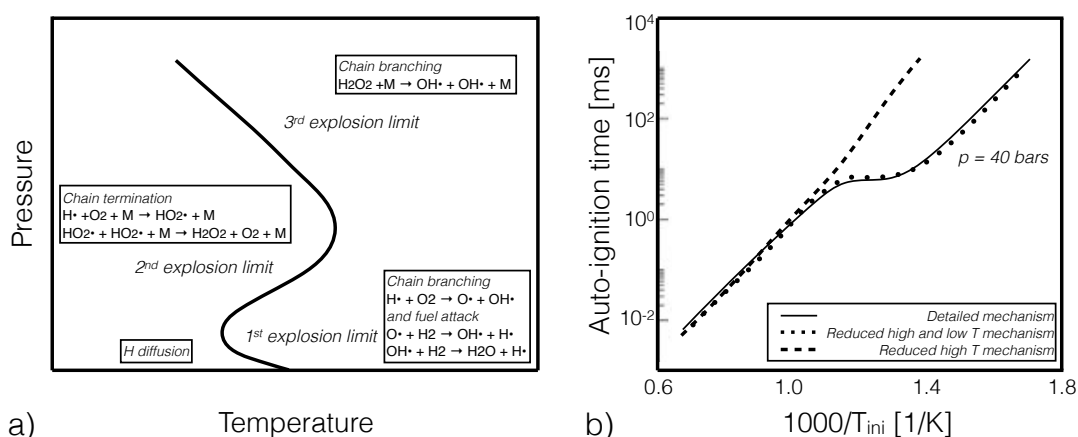 Chain branching
H2O2 +M → OH• + OH• + M
3rd explosion limit
Chain termination
H• +O2 + M → HO2• + M
HO2• + HO2• + M → H2O2 + O2 + M
2nd explosion limit
Chain branching
H• + O2 → O• + OH•
and fuel attack
O• + H2 → OH• + H•
OH• + H2 → H2O + H•
1st explosion limit
H diffusion
Pressure
Temperature
a)
Auto-ignition time [ms]
10^4
10^2
10^0
10^-2
p = 40 bars
Detailed mechanism
Reduced high and low T mechanism
Reduced high T mechanism
0.6 1.0 1.4 1.8
1000/Tini [1/K]
b)